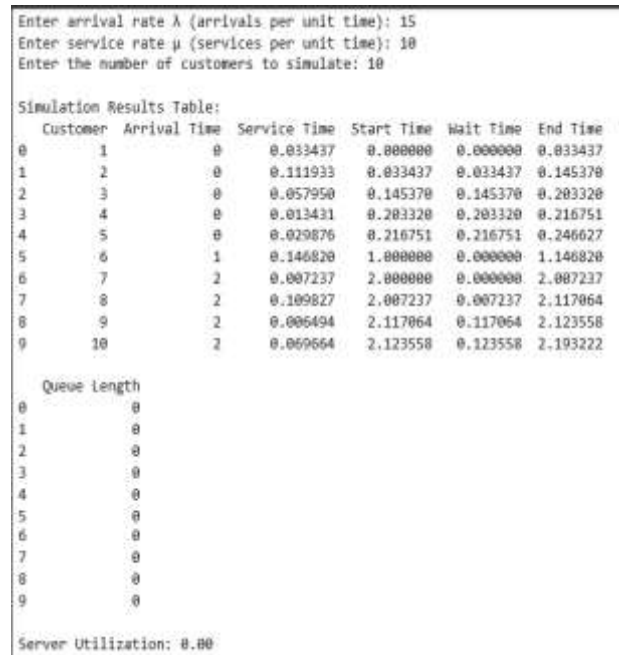 Enter arrival rate λ (arrivals per unit time): 15
Enter service rate μ (services per unit time): 10
Enter the number of customers to simulate: 10
Simulation Results Table:
Customer Arrival Time Service Time Start Time Wait Time End Time
0 1 0 0.033437 0.000000 0.000000 0.033437
1 2 0 0.111933 0.033437 0.033437 0.145370
2 3 0 0.057950 0.145370 0.145370 0.203320
3 4 0 0.013431 0.203320 0.203320 0.216751
4 5 0 0.029876 0.216751 0.216751 0.246627
5 6 1 0.146820 1.000000 0.000000 1.146820
6 7 2 0.007237 2.000000 0.000000 2.007237
7 8 2 0.109827 2.007237 0.007237 2.117064
8 9 2 0.006494 2.117064 0.117064 2.123558
9 10 2 0.069664 2.123558 0.123558 2.193222
Queue Length
0 0
1 0
2 0
3 0
4 0
5 0
6 0
7 0
8 0
9 0
Server Utilization: 0.00